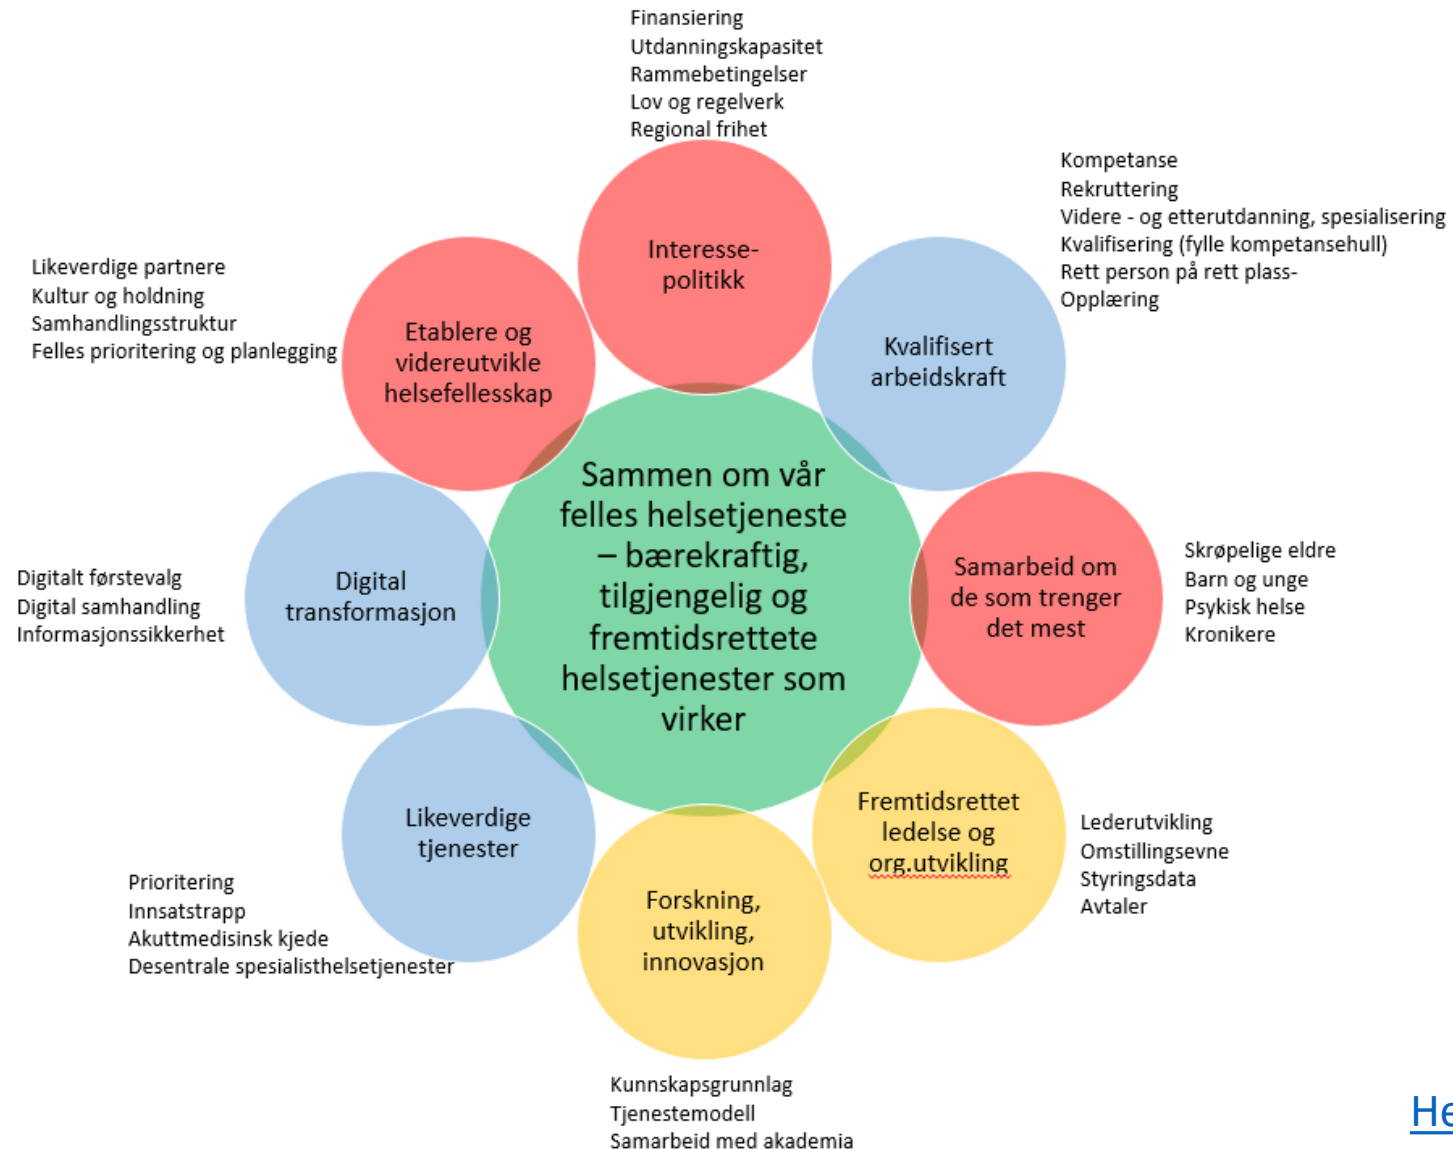 Finansiering
Utdanningskapasitet
Rammebetingelser
Lov og regelverk
Regional frihet
Interesse-
politikk
Kompetanse
Rekruttering
Videre - og etterutdanning, spesialisering
Kvalifisering (fylle kompetansehull)
Rett person på rett plass-
Opplæring
Kvalifisert
arbeidskraft
Likeverdige partnere
Kultur og holdning
Samhandlingsstruktur
Felles prioritering og planlegging
Etablere og
videreutvikle
helsefellesskap
Sammen om vår
felles helsetjeneste
– bærekraftig,
tilgjengelig og
fremtidsrettete
helsetjenester som
virker
Samarbeid om
de som trenger
det mest
Skrøpelige eldre
Barn og unge
Psykisk helse
Kronikere
Digitalt førstevalg
Digital samhandling
Informasjonssikkerhet
Digital
transformasjon
Fremtidsrettet
ledelse og
org.utvikling
Lederutvikling
Omstillingsevne
Styringsdata
Avtaler
Likeverdige
tjenester
Prioritering
Innsatstrapp
Akuttmedisinsk kjede
Desentrale spesialisthelsetjenester
Forskning,
utvikling,
innovasjon
Kunnskapsgrunnlag
Tjenestemodell
Samarbeid med akademia
He